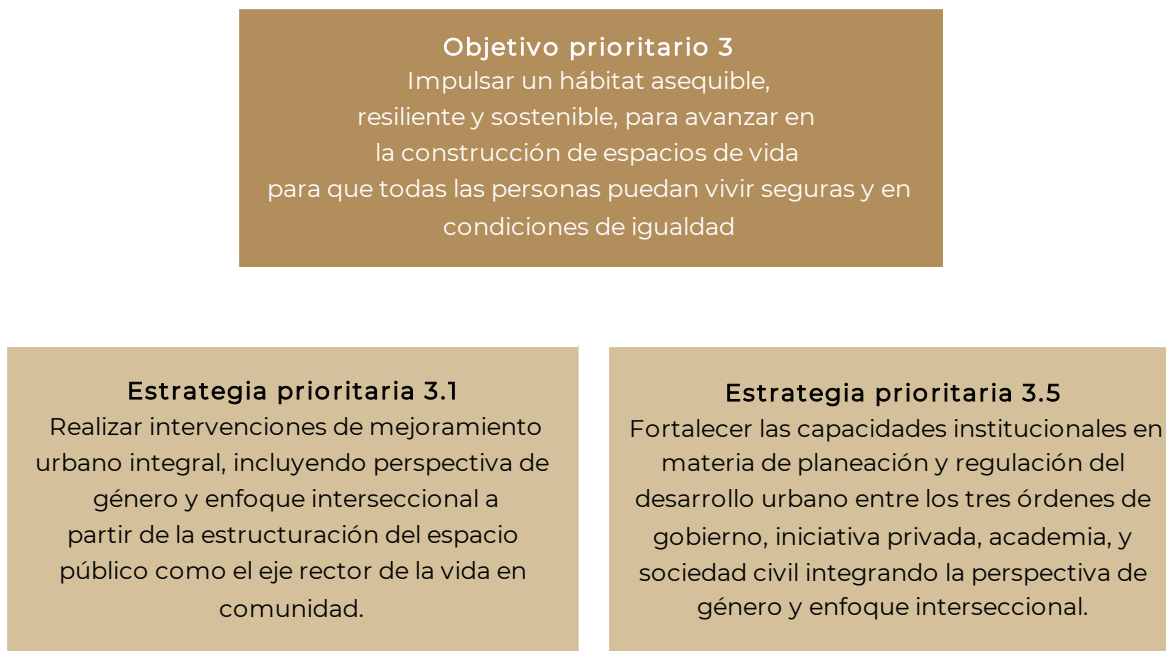 Objetivo prioritario 3
Impulsar un hábitat asequible,
resiliente y sostenible, para avanzar en
la construcción de espacios de vida
para que todas las personas puedan vivir seguras y en
condiciones de igualdad
Estrategia prioritaria 3.1
Realizar intervenciones de mejoramiento
urbano integral, incluyendo perspectiva de
género y enfoque interseccional a
partir de la estructuración del espacio
público como el eje rector de la vida en
comunidad.
Estrategia prioritaria 3.5
Fortalecer las capacidades institucionales en
materia de planeación y regulación del
desarrollo urbano entre los tres órdenes de
gobierno, iniciativa privada, academia, y
sociedad civil integrando la perspectiva de
género y enfoque interseccional.